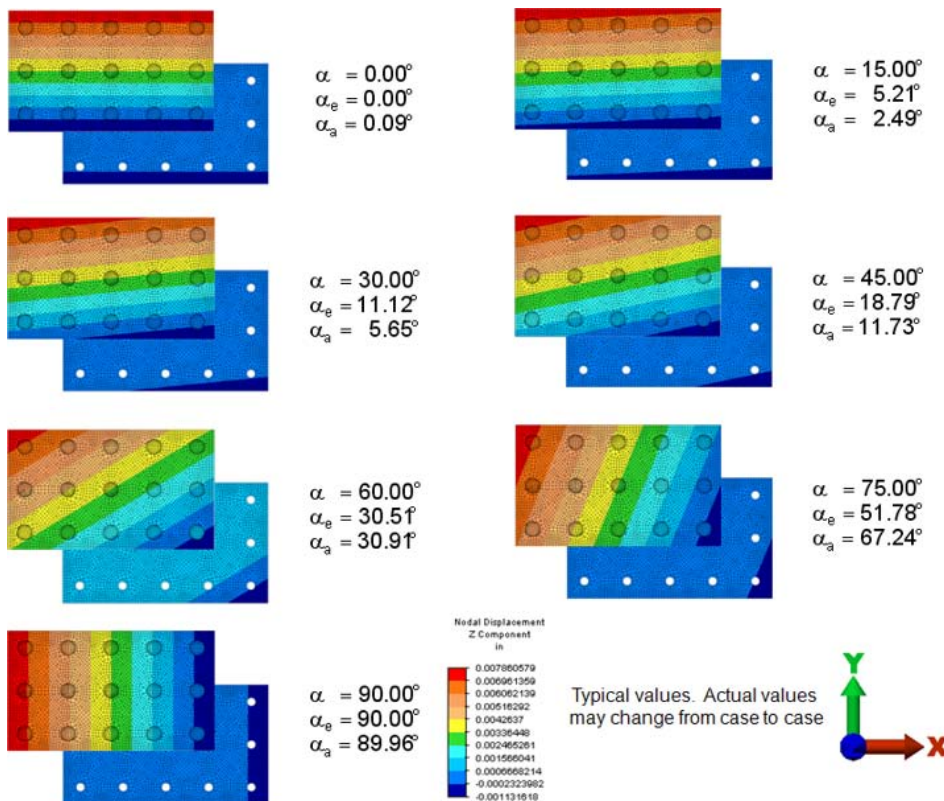 α = 0.00°
αe = 0.00°
αa = 0.09°
α = 15.00°
αe = 5.21°
αa = 2.49°
α = 30.00°
αe = 11.12°
αa = 5.65°
α = 45.00°
αe = 18.79°
αa = 11.73°
α = 60.00°
αe = 30.51°
αa = 30.91°
α = 75.00°
αe = 51.78°
αa = 67.24°
α = 90.00°
αe = 90.00°
αa = 89.96°
Nodal Displacement
Z Component
in
0.007860579
0.006961359
0.006062139
0.00516292
0.0042637
0.00336448
0.002465261
0.001566041
0.0006668214
-0.0002323982
-0.001131618
Typical values. Actual values
may change from case to case
Y
X